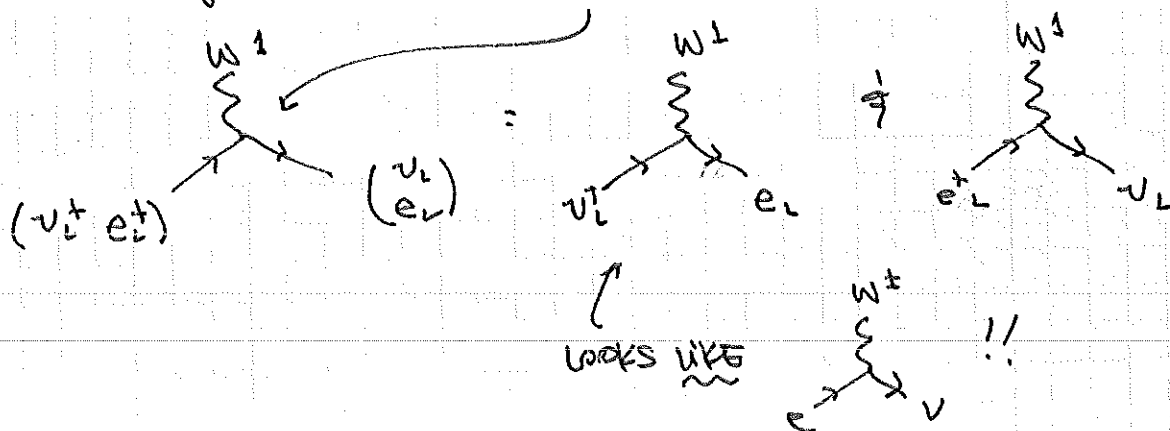 W¹ W¹ W¹
= &
(ν_L† e_L†) (ν_L e_L) ν_L† e_L e_L† ν_L
W±
LOOKS LIKE !!
e ν